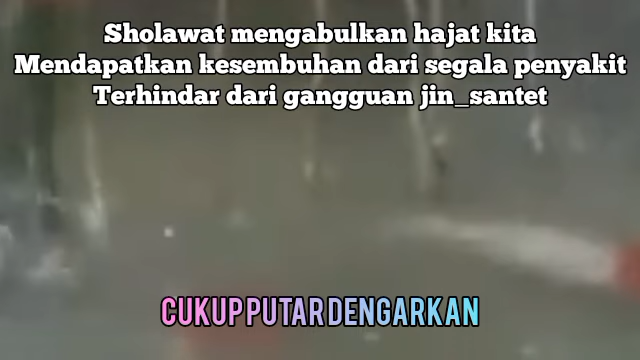 Sholawat mengabulkan hajat kita
Mendapatkan kesembuhan dari segala penyakit
Terhindar dari gangguan jin_santet
CUKUP PUTAR DENGARKAN